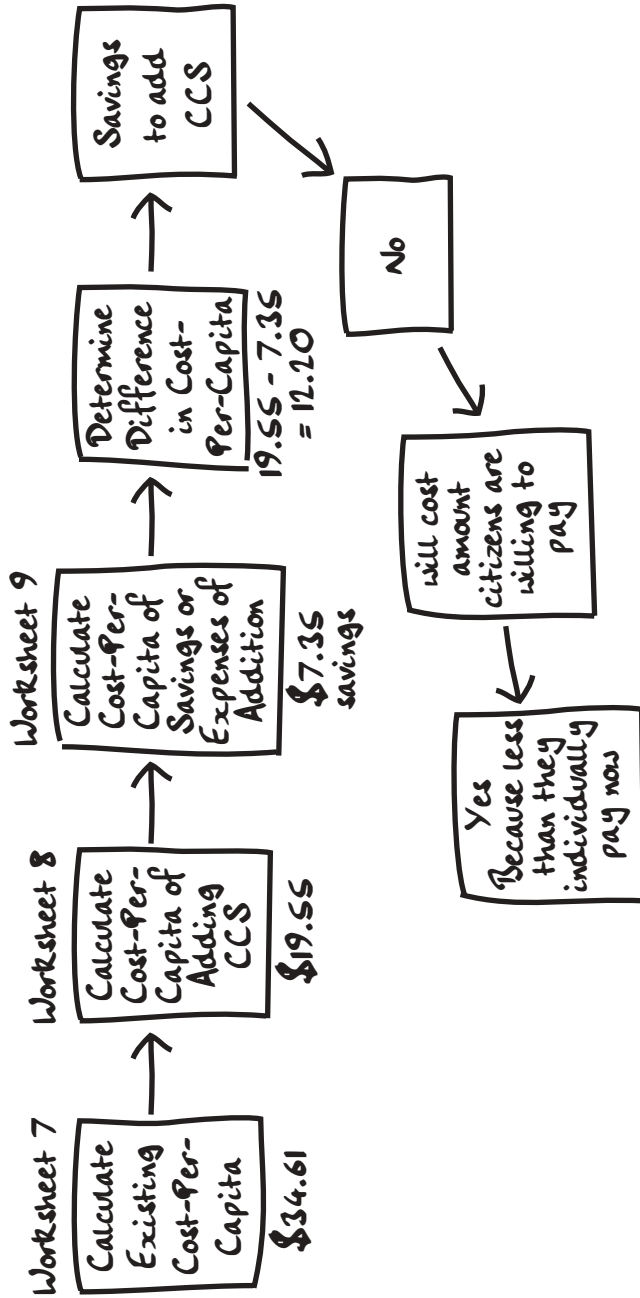 Worksheet 7
Calculate
Existing
Cost-Per-
Capita
$34.61
Worksheet 8
Calculate
Cost-Per-
Capita of
Adding
CCS
$19.55
Worksheet 9
Calculate
Cost-Per-
Capita of
Savings or
Expenses of
Addition
$7.35
savings
Determine
Difference
in Cost-
Per-Capita
19.55 - 7.35
= 12.20
Savings
to add
CCS
No
will cost
amount
citizens are
willing to
pay
Yes
Because less
than they
individually
pay now